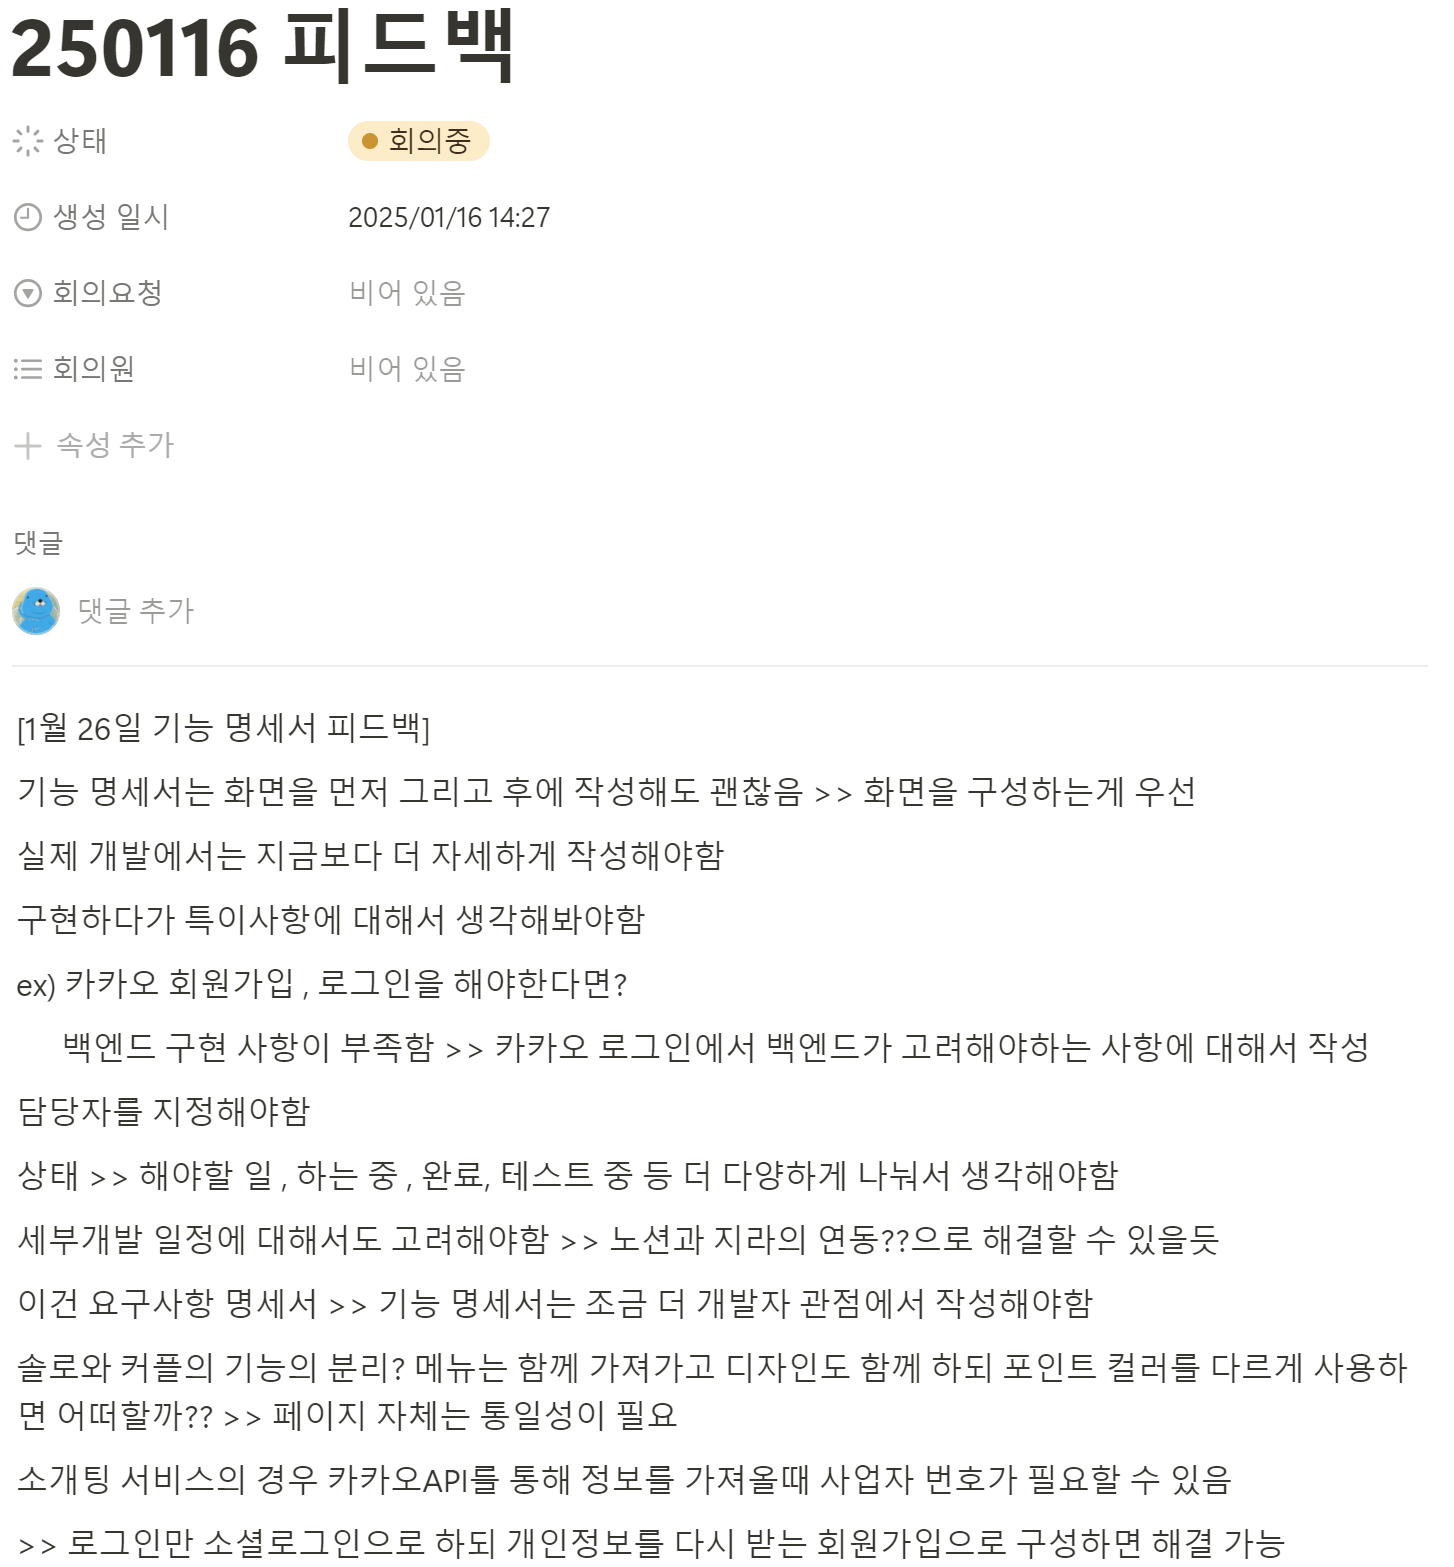 250116 피드백
상태 회의중
생성 일시 2025/01/16 14:27
회의요청 비어 있음
회의원 비어 있음
속성 추가
댓글
댓글 추가
[1월 26일 기능 명세서 피드백]
기능 명세서는 화면을 먼저 그리고 후에 작성해도 괜찮음 >> 화면을 구성하는게 우선
실제 개발에서는 지금보다 더 자세하게 작성해야함
구현하다가 특이사항에 대해서 생각해봐야함
ex) 카카오 회원가입 , 로그인을 해야한다면?
백엔드 구현 사항이 부족함 >> 카카오 로그인에서 백엔드가 고려해야하는 사항에 대해서 작성
담당자를 지정해야함
상태 >> 해야할 일 , 하는 중 , 완료, 테스트 중 등 더 다양하게 나눠서 생각해야함
세부개발 일정에 대해서도 고려해야함 >> 노션과 지라의 연동??으로 해결할 수 있을듯
이건 요구사항 명세서 >> 기능 명세서는 조금 더 개발자 관점에서 작성해야함
솔로와 커플의 기능의 분리? 메뉴는 함께 가져가고 디자인도 함께 하되 포인트 컬러를 다르게 사용하
면 어떠할까?? >> 페이지 자체는 통일성이 필요
소개팅 서비스의 경우 카카오API를 통해 정보를 가져올때 사업자 번호가 필요할 수 있음
>> 로그인만 소셜로그인으로 하되 개인정보를 다시 받는 회원가입으로 구성하면 해결 가능